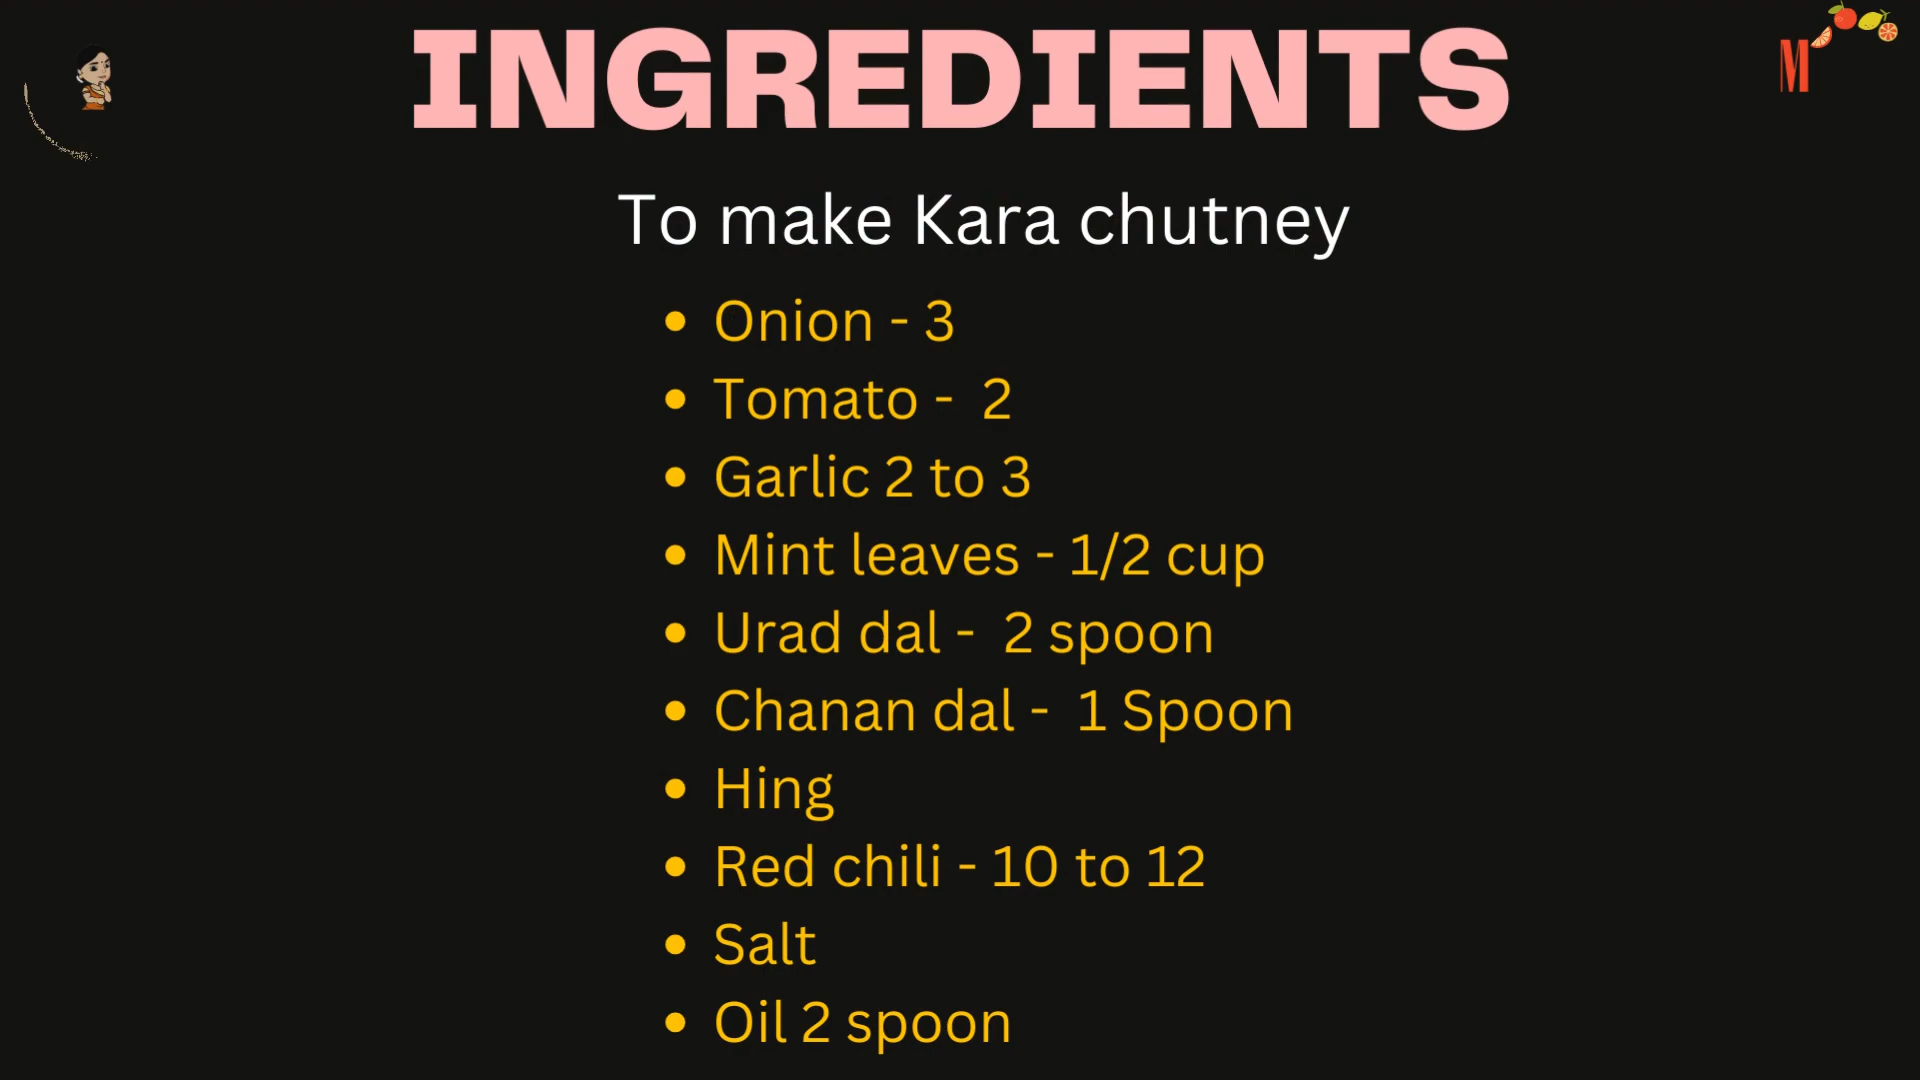 INGREDIENTS
M
To make Kara chutney
• Onion - 3
• Tomato -  2
• Garlic 2 to 3
• Mint leaves - 1/2 cup
• Urad dal -  2 spoon
• Chanan dal -  1 Spoon
• Hing
• Red chili - 10 to 12
• Salt
• Oil 2 spoon